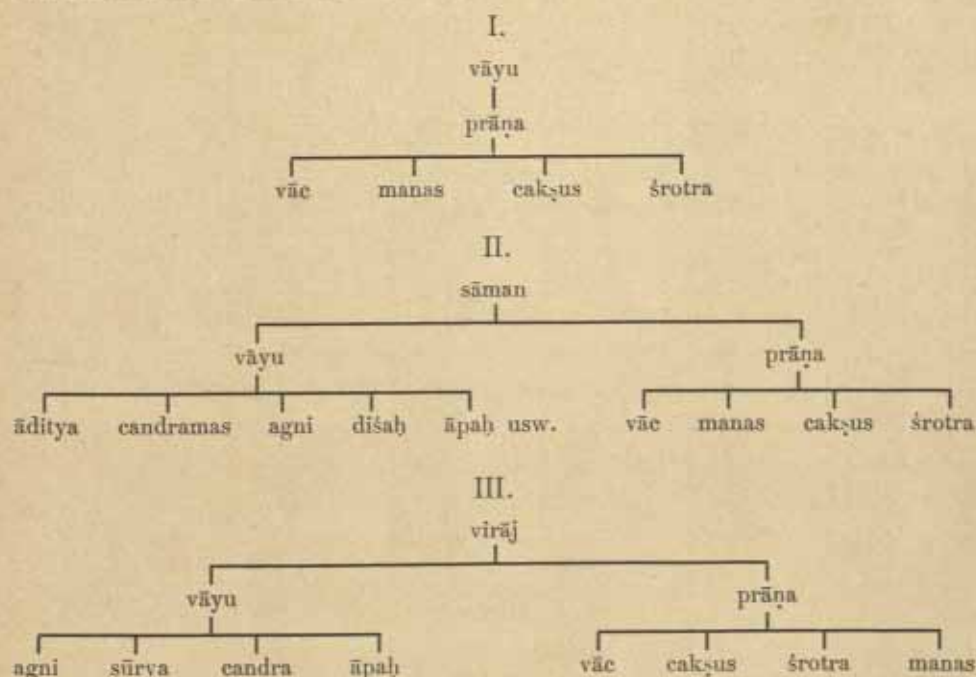 I.
vāyu
prāṇa
vāc manas cakṣus śrotra
II.
sāman
vāyu prāṇa
āditya candramas agni diśaḥ āpaḥ usw. vāc manas cakṣus śrotra
III.
virāj
vāyu prāṇa
agni sūrya candra āpaḥ vāc cakṣus śrotra manas